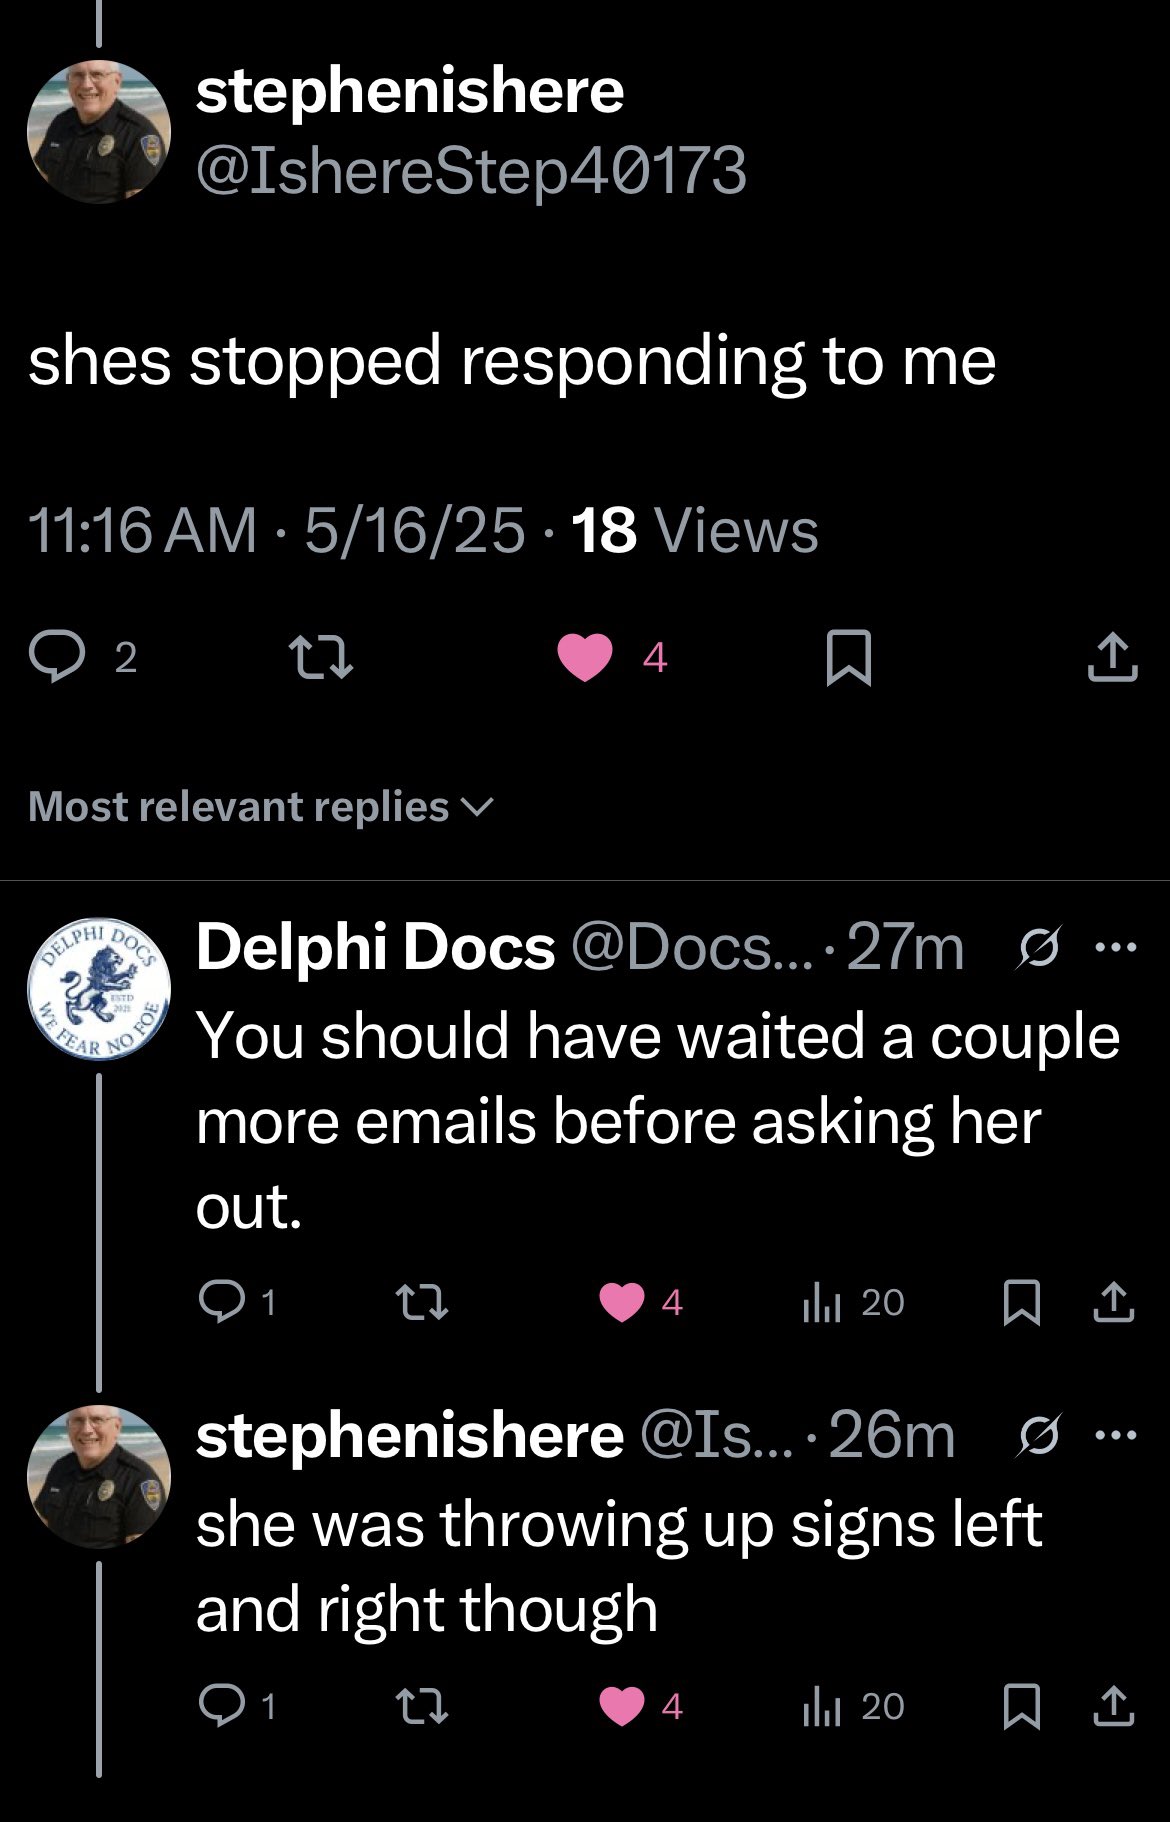 stephenishere
@IshereStep40173
shes stopped responding to me
11:16 AM · 5/16/25 · 18 Views
2
4
Most relevant replies
DELPHI DOCS
ESTD
2021
WE FEAR NO FOE
Delphi Docs @Docs... · 27m
You should have waited a couple
more emails before asking her
out.
1
4
20
stephenishere @Is... · 26m
she was throwing up signs left
and right though
1
4
20